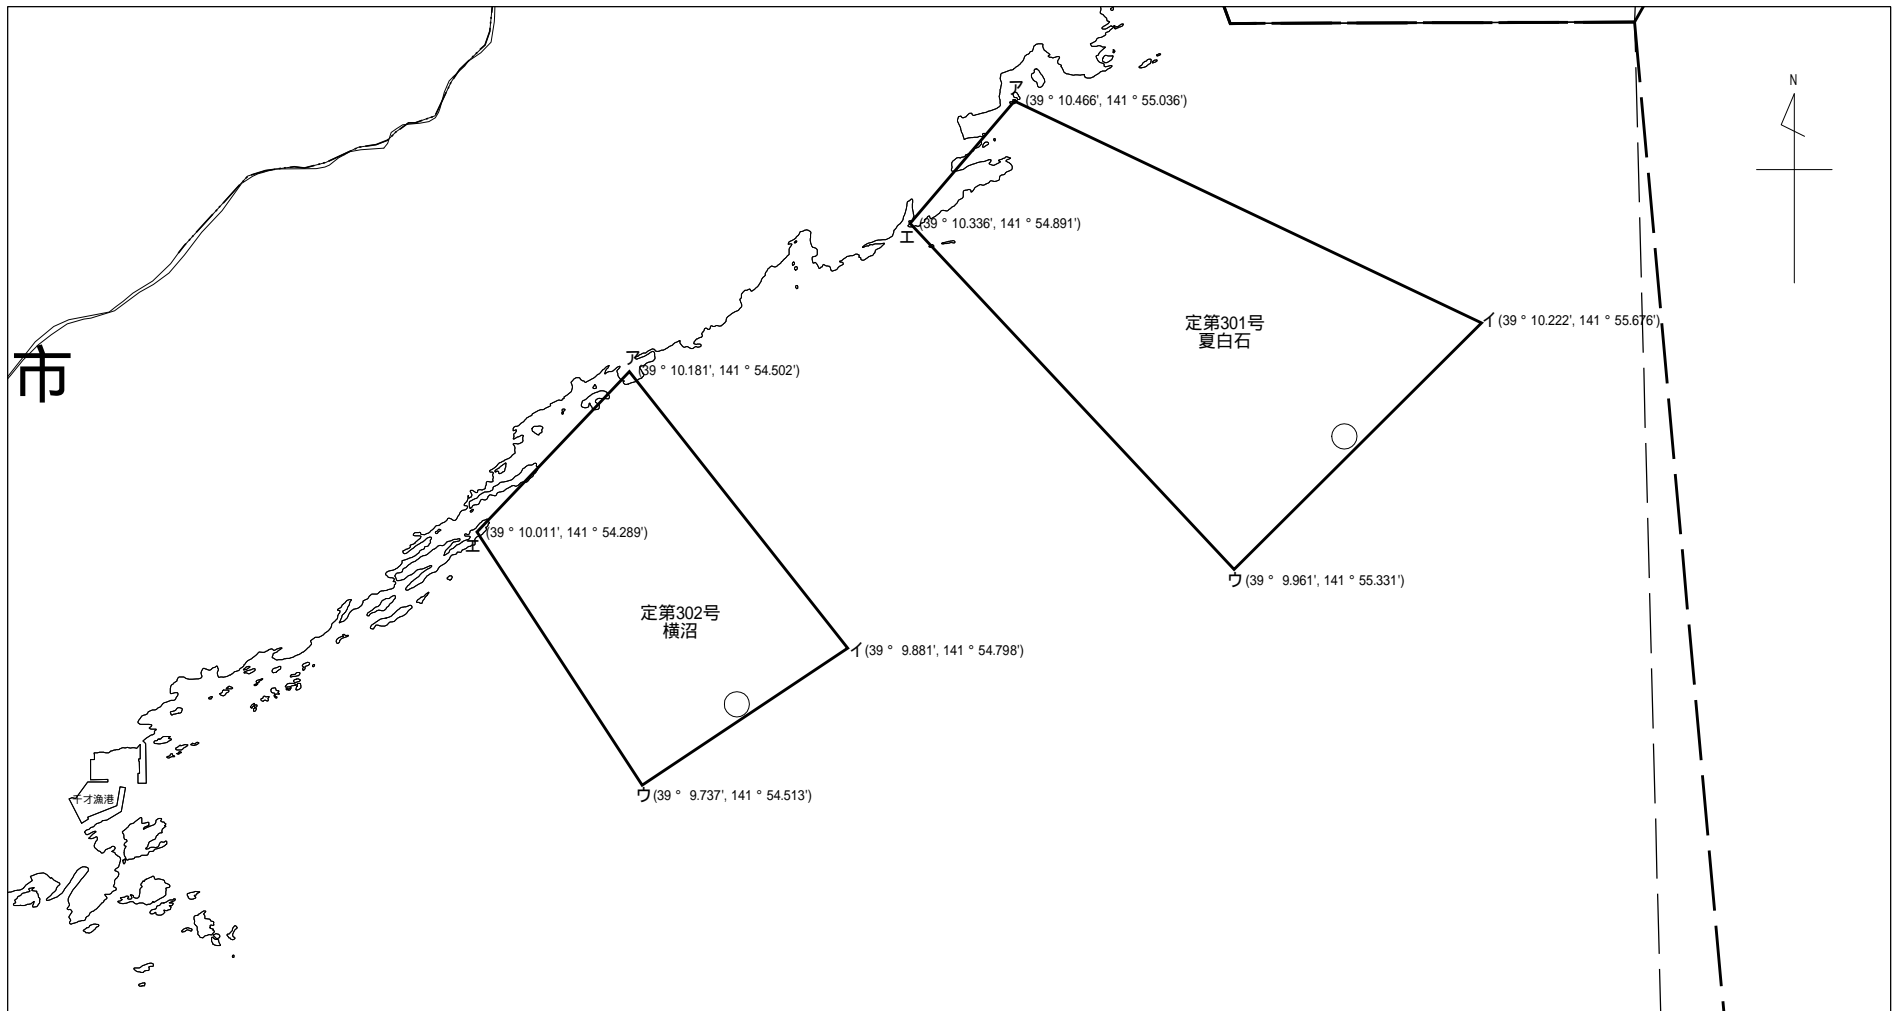 N
ア
(39 ° 10.466', 141 ° 55.036')
(39 ° 10.336', 141 ° 54.891')
エ
定第301号
夏白石
イ(39 ° 10.222', 141 ° 55.676')
市
ア
(39 ° 10.181', 141 ° 54.502')
(39 ° 10.011', 141 ° 54.289')
エ
ウ(39 °  9.961', 141 ° 55.331')
定第302号
横沼
イ(39 °  9.881', 141 ° 54.798')
ウ(39 °  9.737', 141 ° 54.513')
千才漁港